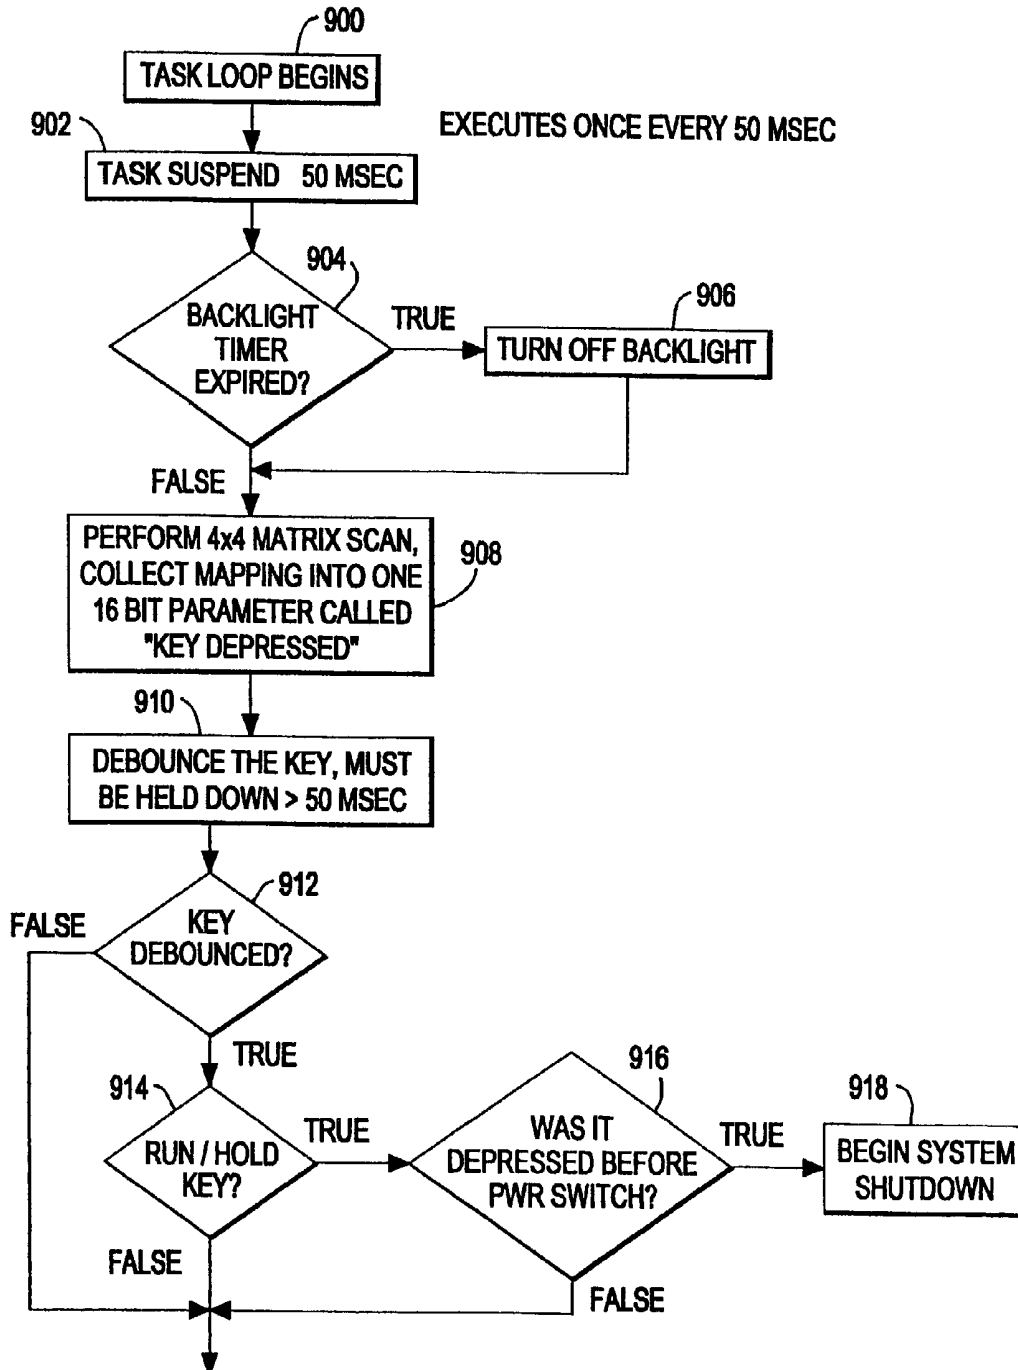 900
TASK LOOP BEGINS
902
EXECUTES ONCE EVERY 50 MSEC
TASK SUSPEND 50 MSEC
904
BACKLIGHT
TIMER
EXPIRED?
TRUE
906
TURN OFF BACKLIGHT
FALSE
PERFORM 4x4 MATRIX SCAN,
COLLECT MAPPING INTO ONE
16 BIT PARAMETER CALLED
"KEY DEPRESSED"
908
910
DEBOUNCE THE KEY, MUST
BE HELD DOWN > 50 MSEC
912
FALSE
KEY
DEBOUNCED?
TRUE
914
RUN / HOLD
KEY?
TRUE
916
WAS IT
DEPRESSED BEFORE
PWR SWITCH?
TRUE
918
BEGIN SYSTEM
SHUTDOWN
FALSE
FALSE